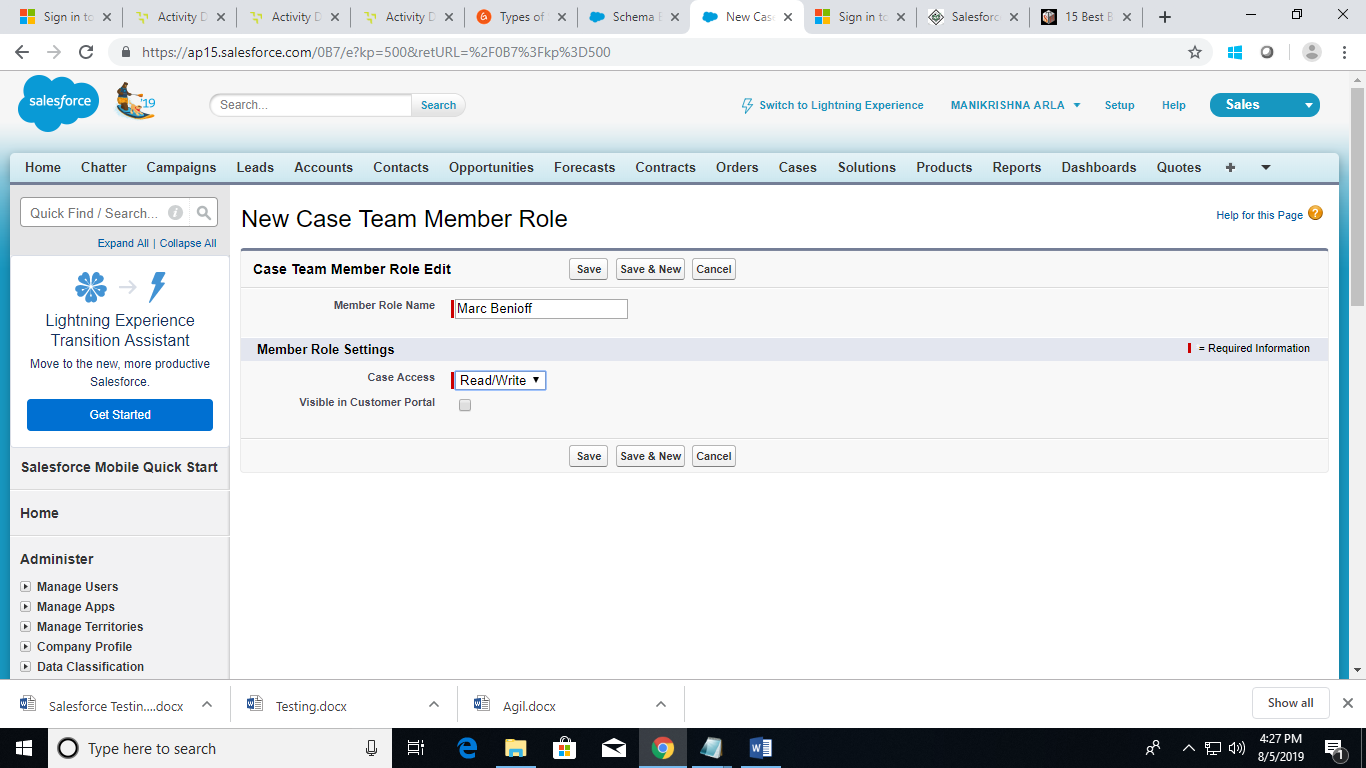 Sign in to Activity D Activity D Activity D Types of Schema New Cas Sign in to Salesforc 15 Best B
https://ap15.salesforce.com/0B7/e?kp=500&retURL=%2F0B7%3Fkp%3D500
salesforce '19 Search... Search Switch to Lightning Experience MANIKRISHNA ARLA Setup Help Sales
Home Chatter Campaigns Leads Accounts Contacts Opportunities Forecasts Contracts Orders Cases Solutions Products Reports Dashboards Quotes +
Quick Find / Search... i
Expand All | Collapse All
Lightning Experience
Transition Assistant
Move to the new, more productive
Salesforce.
Get Started
Salesforce Mobile Quick Start
Home
Administer
Manage Users
Manage Apps
Manage Territories
Company Profile
Data Classification
New Case Team Member Role
Help for this Page ?
Case Team Member Role Edit Save Save & New Cancel
Member Role Name Marc Benioff
Member Role Settings = Required Information
Case Access Read/Write
Visible in Customer Portal
Save Save & New Cancel
Salesforce Testin....docx Testing.docx Agil.docx Show all
Type here to search
4:27 PM
8/5/2019
1